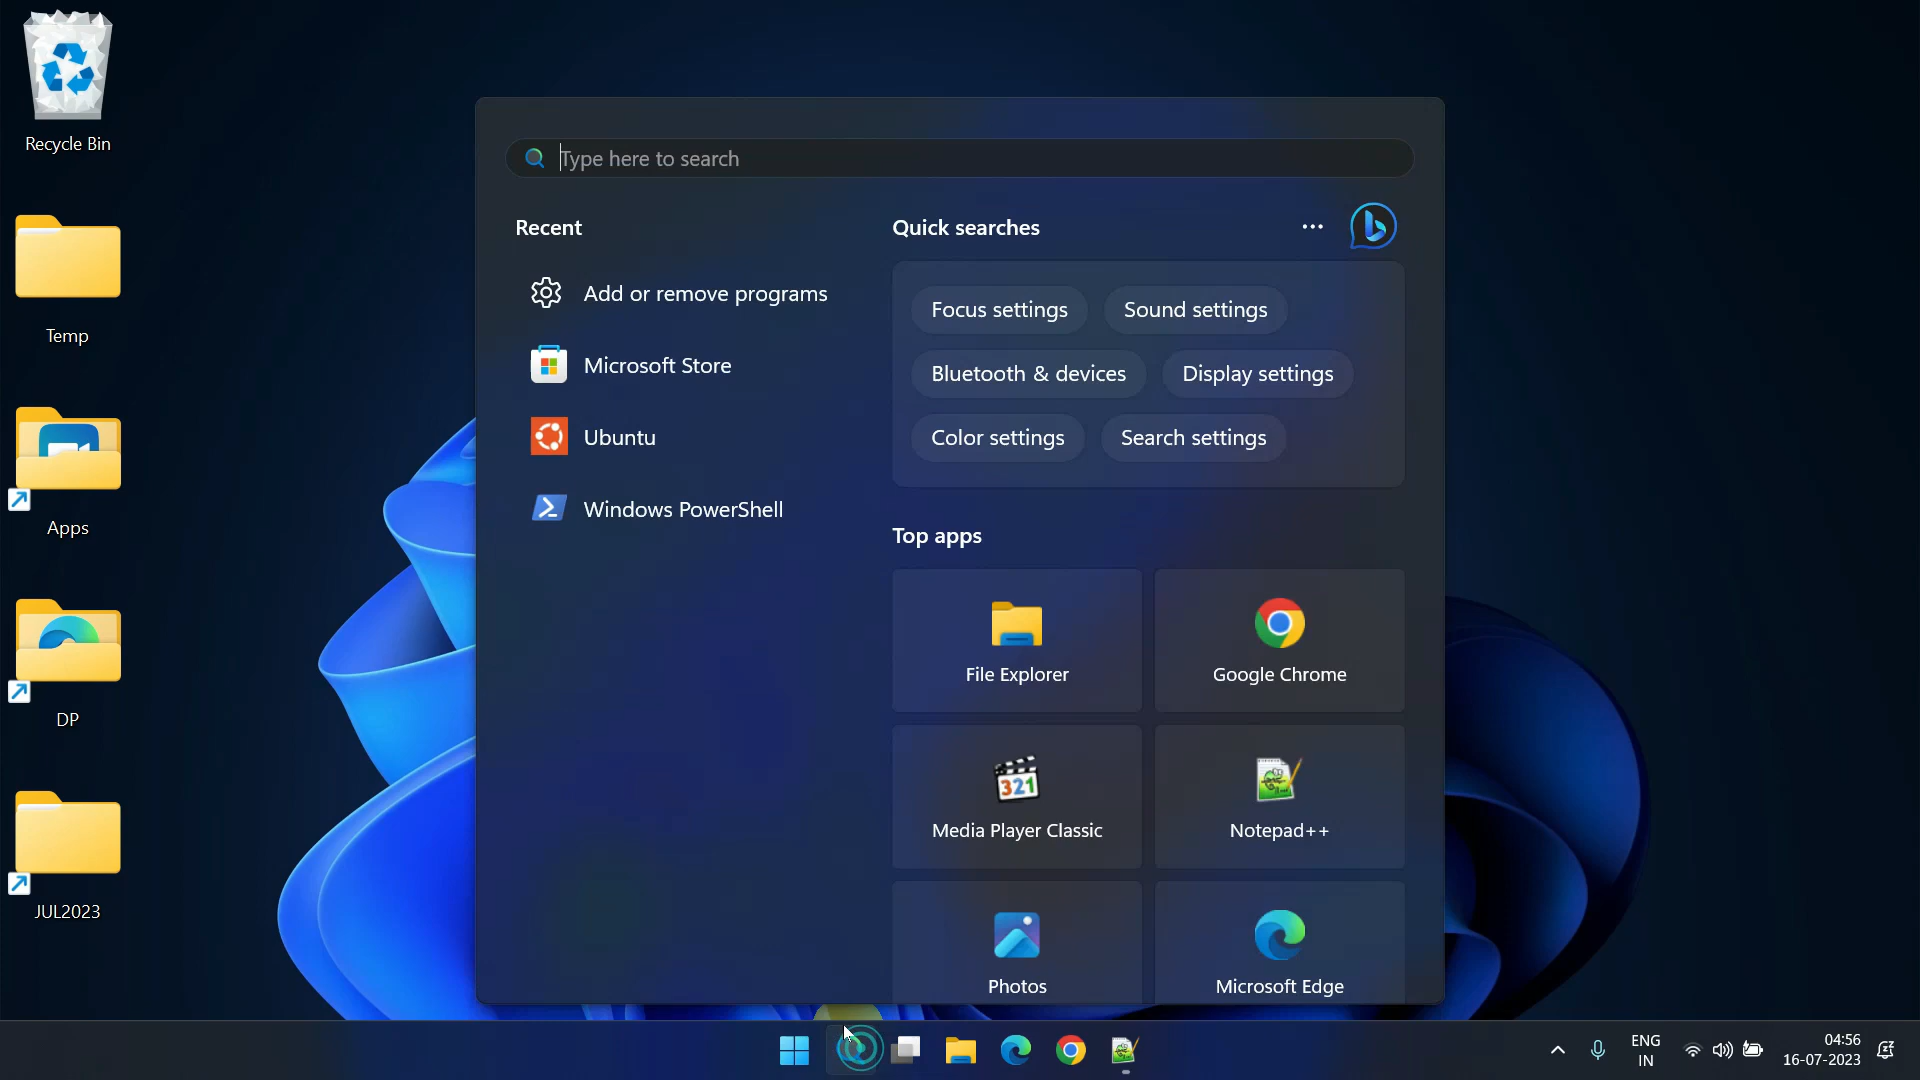 Recycle Bin
Temp
Apps
DP
JUL2023
Type here to search
Recent
Add or remove programs
Microsoft Store
Ubuntu
Windows PowerShell
Quick searches
Focus settings
Sound settings
Bluetooth & devices
Display settings
Color settings
Search settings
Top apps
File Explorer
Google Chrome
321
Media Player Classic
Notepad++
Photos
Microsoft Edge
ENG
IN
04:56
16-07-2023